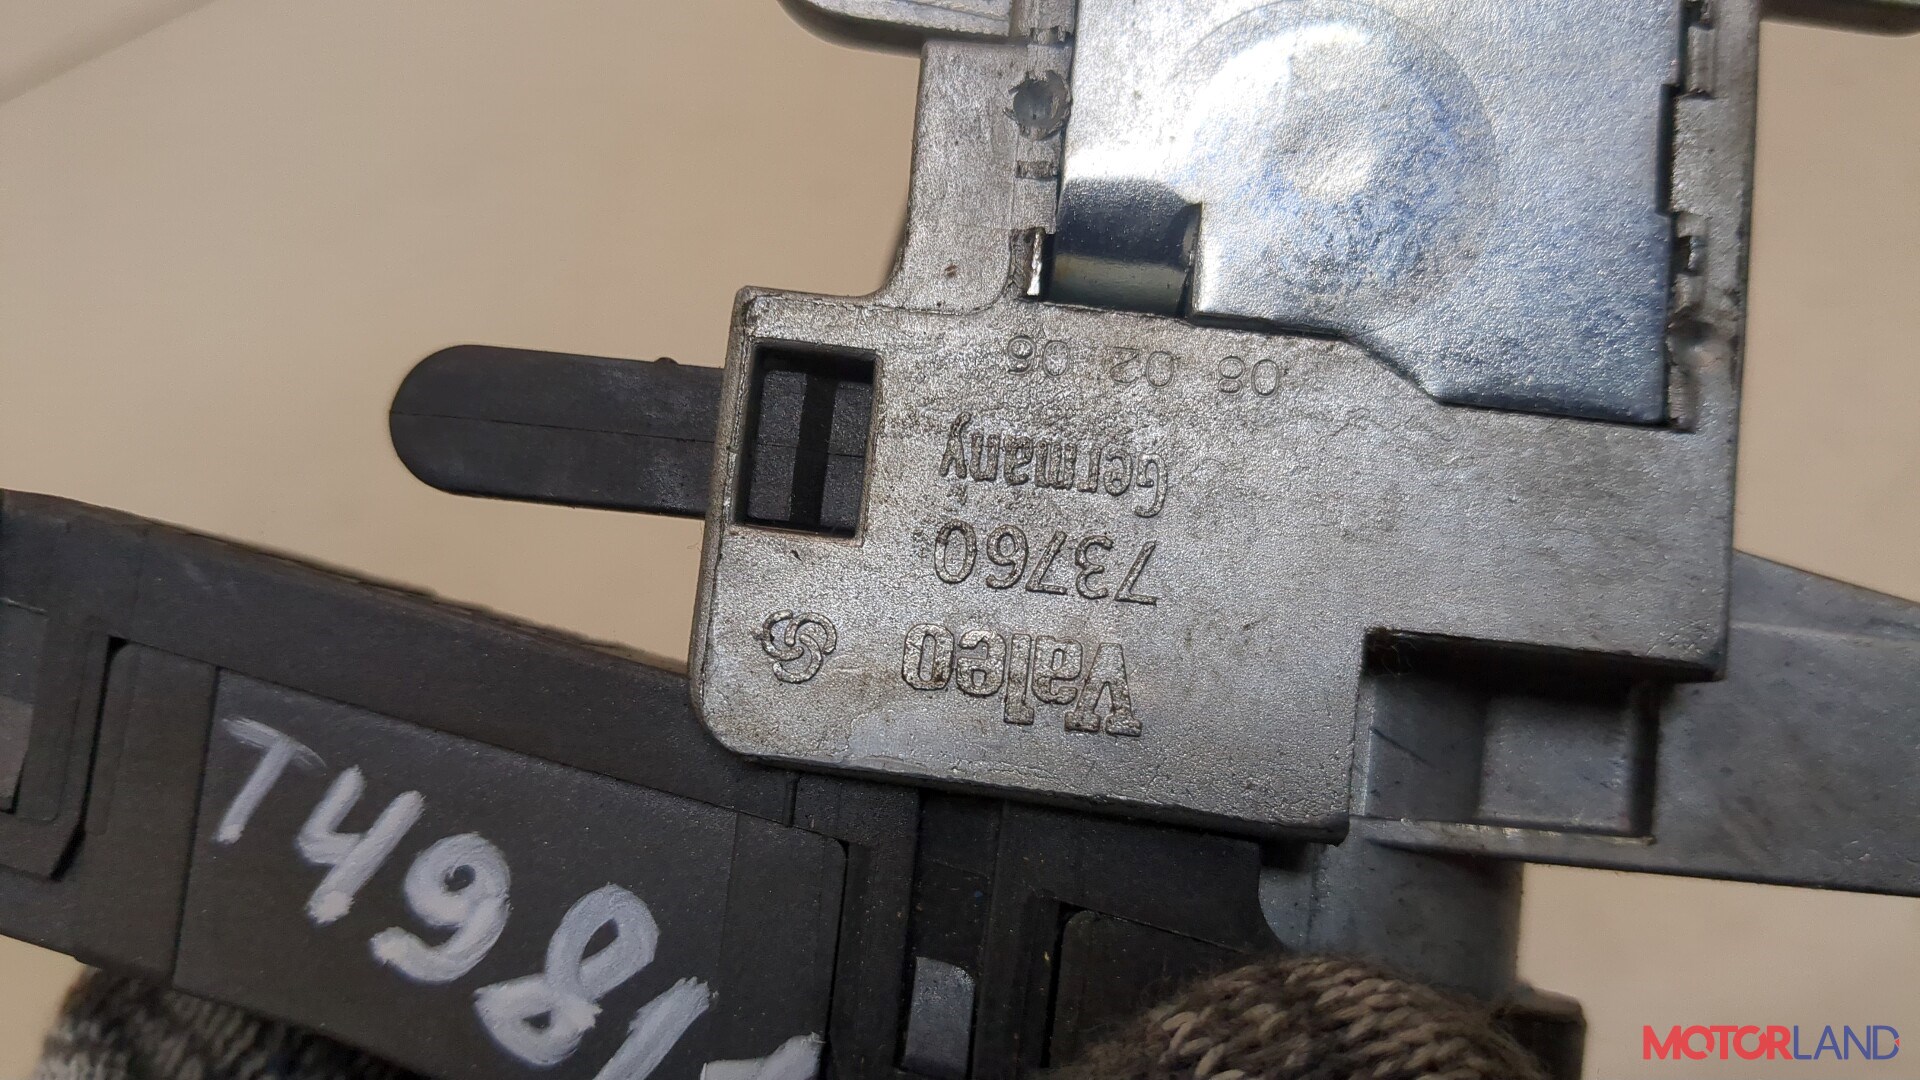 Valeo
73760
Germany
08 02 06
T4981
MOTORLAND